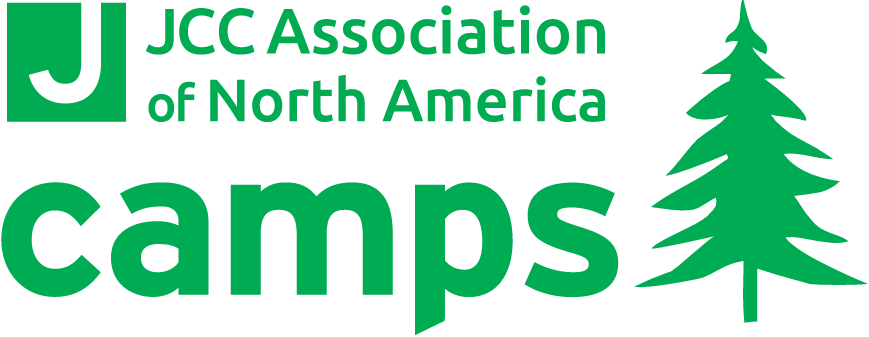 J
JCC Association
of North America
camps